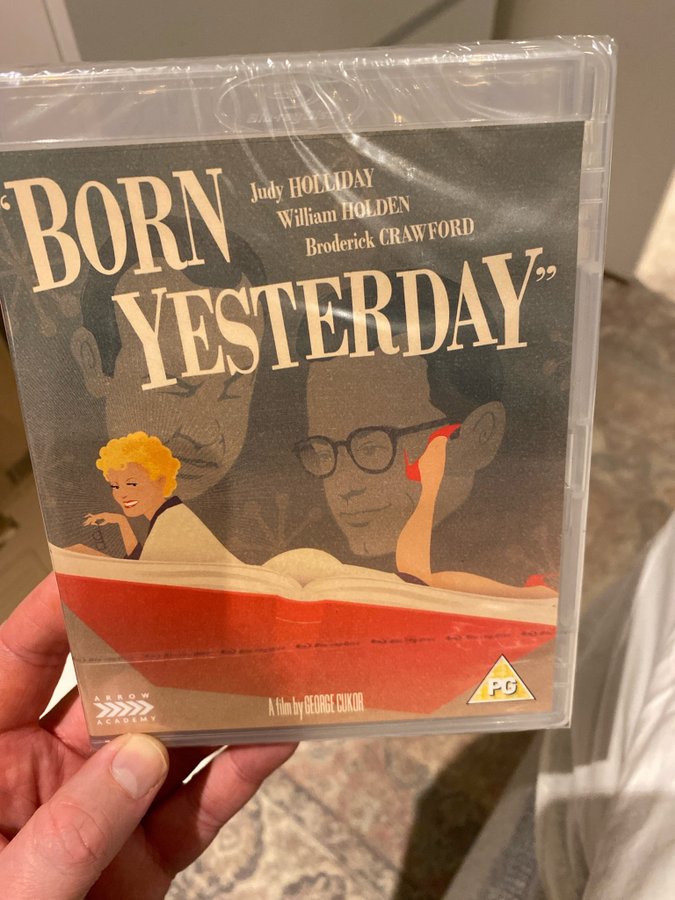 “BORN
YESTERDAY”
Judy HOLLIDAY
William HOLDEN
Broderick CRAWFORD
ARROW
ACADEMY
A film by GEORGE CUKOR
PG